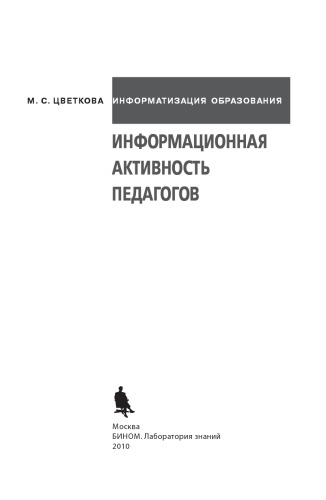 М. С. ЦВЕТКОВА ИНФОРМАТИЗАЦИЯ ОБРАЗОВАНИЯ
ИНФОРМАЦИОННАЯ
АКТИВНОСТЬ
ПЕДАГОГОВ
Москва
БИНОМ. Лаборатория знаний
2010